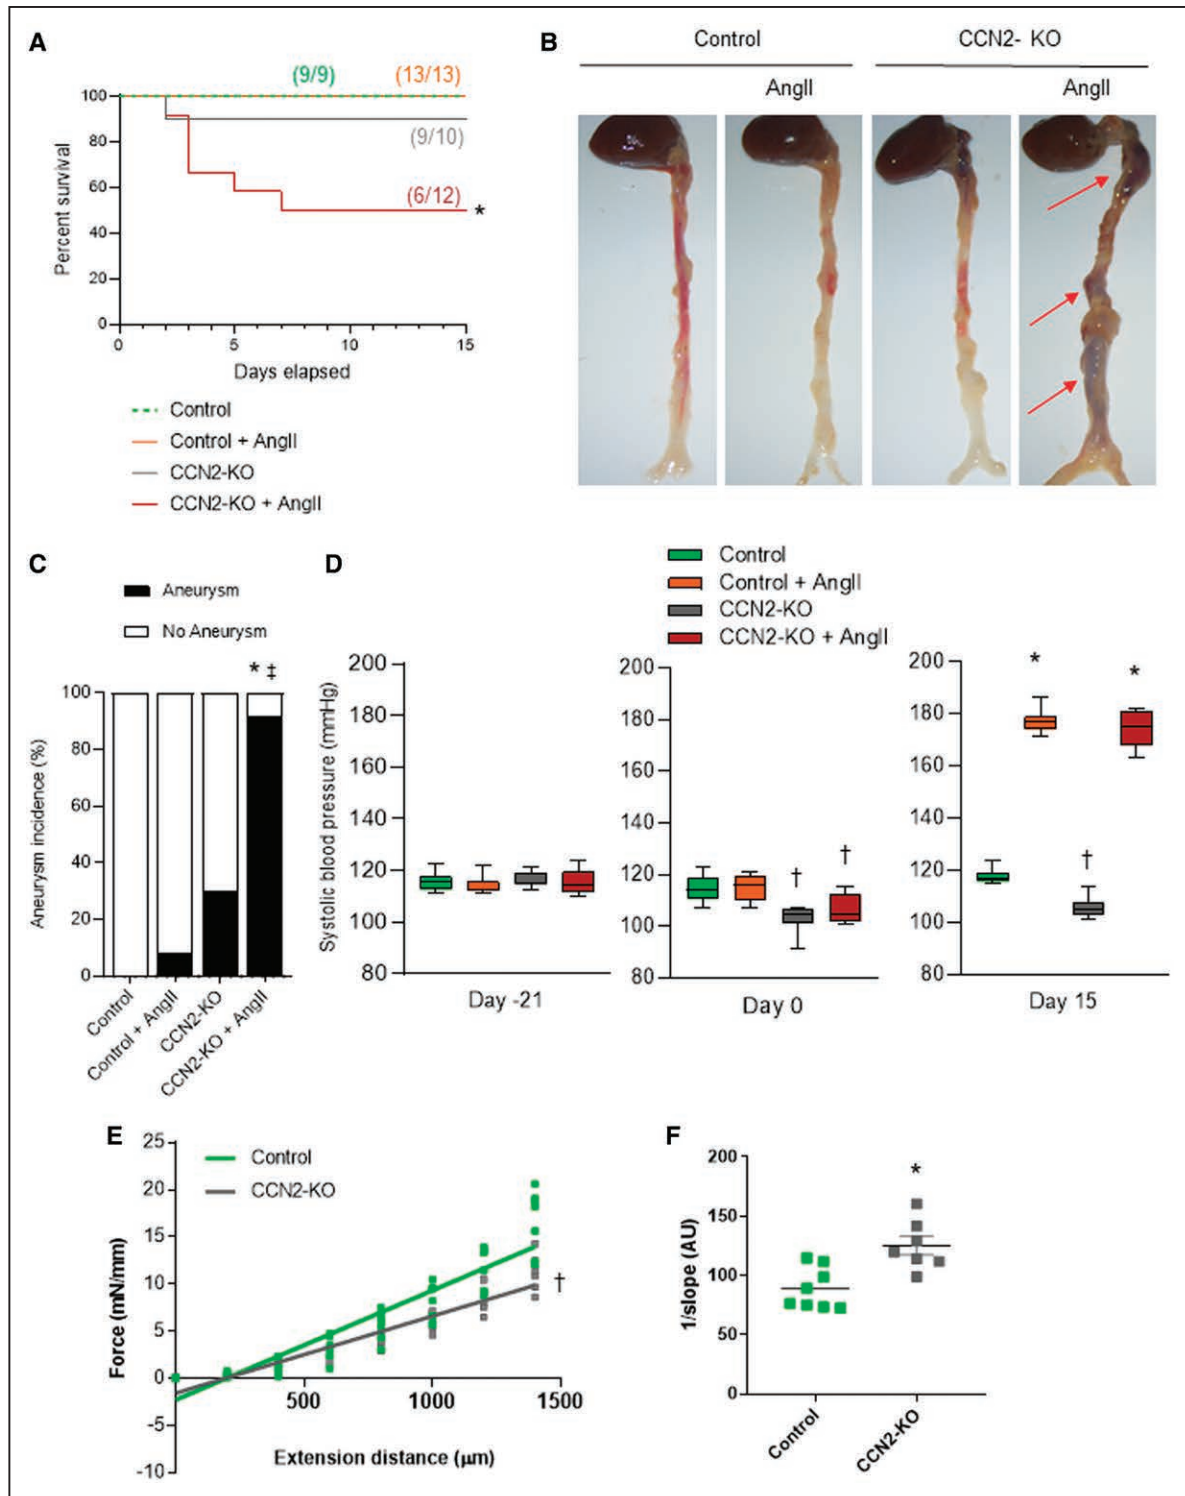 A
(9/9) (13/13)
(9/10)
(6/12) *
Percent survival
100
80
60
40
20
0
0 5 10 15
Days elapsed
Control
Control + AngII
CCN2-KO
CCN2-KO + AngII
B
Control CCN2- KO
AngII AngII
C
Aneurysm
No Aneurysm
* ‡
Aneurysm incidence (%)
100
80
60
40
20
0
Control
Control + AngII
CCN2-KO
CCN2-KO + AngII
D
Control
Control + AngII
CCN2-KO
CCN2-KO + AngII
Systolic blood pressure (mmHg)
200
180
160
140
120
100
80
Day -21
200
180
160
140
120
100
80
† †
Day 0
200
180
160
140
120
100
80
* *
†
Day 15
E
Control
CCN2-KO
Force (mN/mm)
25
20
15
10
5
0
-5
-10
500 1000 1500
†
Extension distance (μm)
F
1/slope (AU)
200
150
100
50
0
*
Control
CCN2-KO